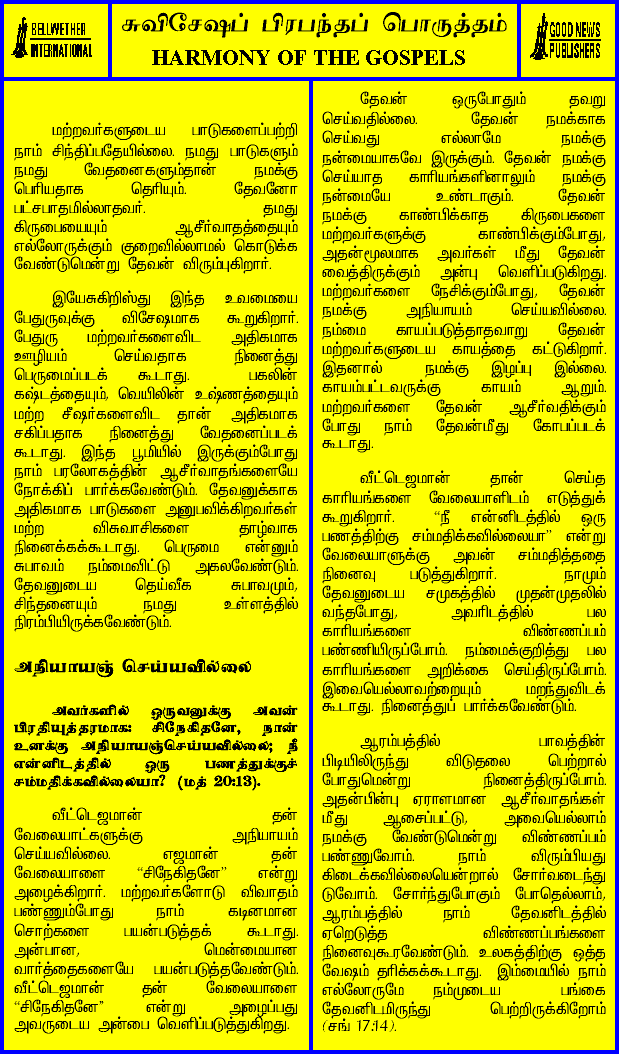 BELLWETHER
INTERNATIONAL
சுவிசேஷப் பிரபந்தப் பொருத்தம்
HARMONY OF THE GOSPELS
GOOD NEWS
PUBLISHERS
மற்றவர்களுடைய பாடுகளைப்பற்றி
நாம் சிந்திப்பதேயில்லை. நமது பாடுகளும்
நமது வேதனைகளும்தான் நமக்கு
பெரியதாக தெரியும். தேவனோ
பட்சபாதமில்லாதவர். தமது
கிருபையையும் ஆசீர்வாதத்தையும்
எல்லோருக்கும் குறைவில்லாமல் கொடுக்க
வேண்டுமென்று தேவன் விரும்புகிறார்.
இயேசுகிறிஸ்து இந்த உவமையை
பேதுருவுக்கு விசேஷமாக கூறுகிறார்.
பேதுரு மற்றவர்களைவிட அதிகமாக
ஊழியம் செய்வதாக நினைத்து
பெருமைப்படக் கூடாது. பகலின்
கஷ்டத்தையும், வெயிலின் உஷ்ணத்தையும்
மற்ற சீஷர்களைவிட தான் அதிகமாக
சகிப்பதாக நினைத்து வேதனைப்படக்
கூடாது. இந்த பூமியில் இருக்கும்போது
நாம் பரலோகத்தின் ஆசீர்வாதங்களையே
நோக்கிப் பார்க்கவேண்டும். தேவனுக்காக
அதிகமாக பாடுகளை அனுபவிக்கிறவர்கள்
மற்ற விசுவாசிகளை தாழ்வாக
நினைக்கக்கூடாது. பெருமை என்னும்
சுபாவம் நம்மைவிட்டு அகலவேண்டும்.
தேவனுடைய தெய்வீக சுபாவமும்,
சிந்தனையும் நமது உள்ளத்தில்
நிரம்பியிருக்கவேண்டும்.
அநியாயஞ் செய்யவில்லை
அவர்களில் ஒருவனுக்கு அவன்
பிரதியுத்தரமாக: சிநேகிதனே, நான்
உனக்கு அநியாயஞ்செய்யவில்லை; நீ
என்னிடத்தில் ஒரு பணத்துக்குச்
சம்மதிக்கவில்லையா? (மத் 20:13).
வீட்டெஜமான் தன்
வேலையாட்களுக்கு அநியாயம்
செய்யவில்லை. எஜமான் தன்
வேலையாளை “சிநேகிதனே” என்று
அழைக்கிறார். மற்றவர்களோடு விவாதம்
பண்ணும்போது நாம் கடினமான
சொற்களை பயன்படுத்தக் கூடாது.
அன்பான, மென்மையான
வார்த்தைகளையே பயன்படுத்தவேண்டும்.
வீட்டெஜமான் தன் வேலையாளை
“சிநேகிதனே” என்று அழைப்பது
அவருடைய அன்பை வெளிப்படுத்துகிறது.
தேவன் ஒருபோதும் தவறு
செய்வதில்லை. தேவன் நமக்காக
செய்வது எல்லாமே நமக்கு
நன்மையாகவே இருக்கும். தேவன் நமக்கு
செய்யாத காரியங்களினாலும் நமக்கு
நன்மையே உண்டாகும். தேவன்
நமக்கு காண்பிக்காத கிருபைகளை
மற்றவர்களுக்கு காண்பிக்கும்போது,
அதன்மூலமாக அவர்கள் மீது தேவன்
வைத்திருக்கும் அன்பு வெளிப்படுகிறது.
மற்றவர்களை நேசிக்கும்போது, தேவன்
நமக்கு அநியாயம் செய்யவில்லை.
நம்மை காயப்படுத்தாதவாறு தேவன்
மற்றவர்களுடைய காயத்தை கட்டுகிறார்.
இதனால் நமக்கு இழப்பு இல்லை.
காயம்பட்டவருக்கு காயம் ஆறும்.
மற்றவர்களை தேவன் ஆசீர்வதிக்கும்
போது நாம் தேவன்மீது கோபப்படக்
கூடாது.
வீட்டெஜமான் தான் செய்த
காரியங்களை வேலையாளிடம் எடுத்துக்
கூறுகிறார். “நீ என்னிடத்தில் ஒரு
பணத்திற்கு சம்மதிக்கவில்லையா” என்று
வேலையாளுக்கு அவன் சம்மதித்ததை
நினைவு படுத்துகிறார். நாமும்
தேவனுடைய சமுகத்தில் முதன்முதலில்
வந்தபோது, அவரிடத்தில் பல
காரியங்களை விண்ணப்பம்
பண்ணியிருப்போம். நம்மைக்குறித்து பல
காரியங்களை அறிக்கை செய்திருப்போம்.
இவையெல்லாவற்றையும் மறந்துவிடக்
கூடாது. நினைத்துப் பார்க்கவேண்டும்.
ஆரம்பத்தில் பாவத்தின்
பிடியிலிருந்து விடுதலை பெற்றால்
போதுமென்று நினைத்திருப்போம்.
அதன்பின்பு ஏராளமான ஆசீர்வாதங்கள்
மீது ஆசைப்பட்டு, அவையெல்லாம்
நமக்கு வேண்டுமென்று விண்ணப்பம்
பண்ணுவோம். நாம் விரும்பியது
கிடைக்கவில்லையென்றால் சோர்வடைந்து
டுவோம். சோர்ந்துபோகும் போதெல்லாம்,
ஆரம்பத்தில் நாம் தேவனிடத்தில்
ஏறெடுத்த விண்ணப்பங்களை
நினைவுகூரவேண்டும். உலகத்திற்கு ஒத்த
வேஷம் தரிக்கக்கூடாது. இம்மையில் நாம்
எல்லோருமே நம்முடைய பங்கை
தேவனிடமிருந்து பெற்றிருக்கிறோம்
(சங் 17:14).